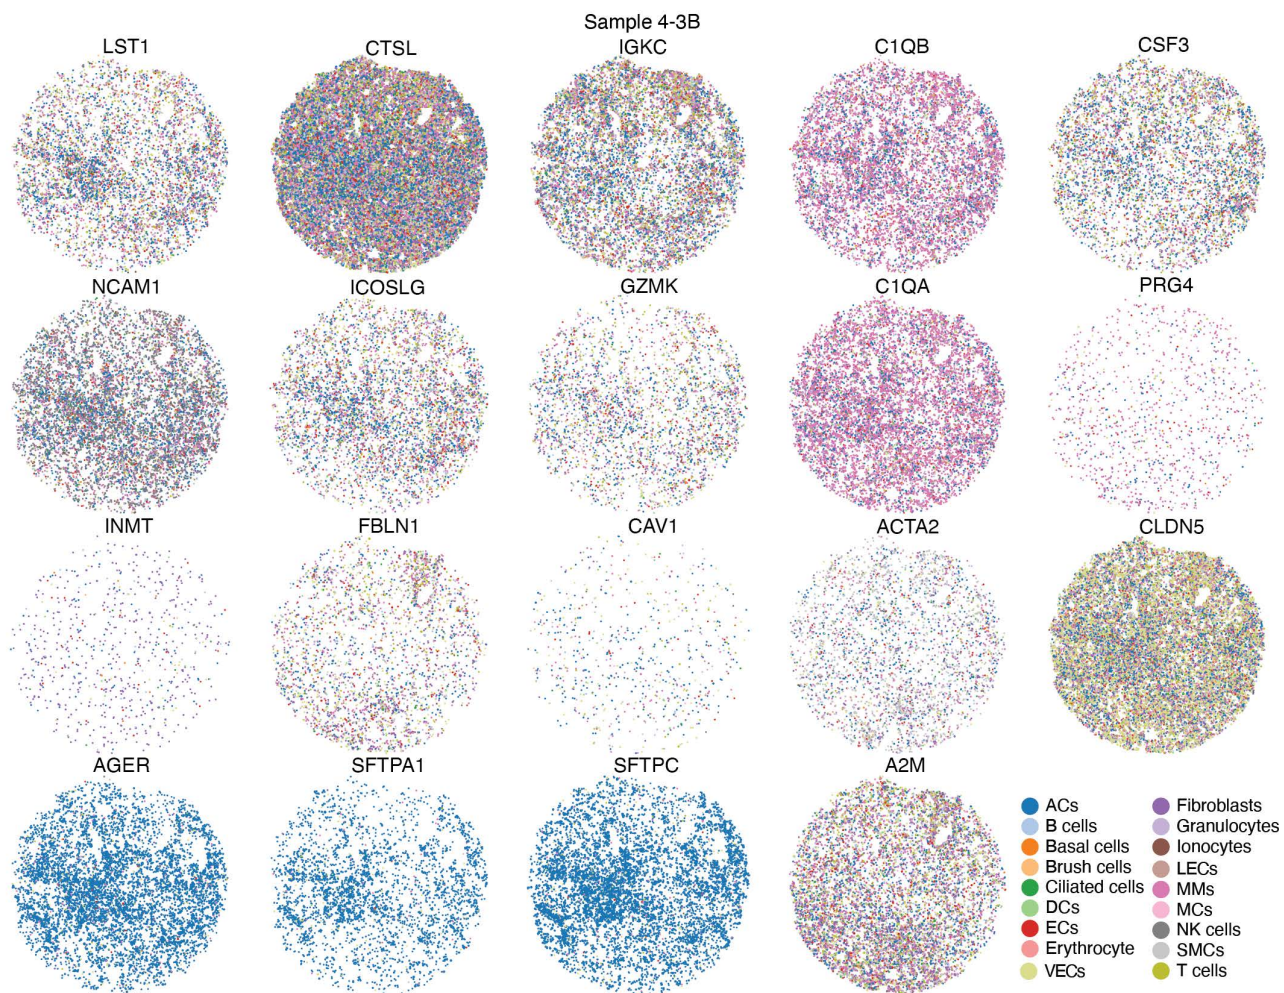 Sample 4-3B
LST1
CTSL
IGKC
C1QB
CSF3
NCAM1
ICOSLG
GZMK
C1QA
PRG4
INMT
FBLN1
CAV1
ACTA2
CLDN5
AGER
SFTPA1
SFTPC
A2M
ACs
B cells
Basal cells
Brush cells
Ciliated cells
DCs
ECs
Erythrocyte
VECs
Fibroblasts
Granulocytes
Ionocytes
LECs
MMs
MCs
NK cells
SMCs
T cells